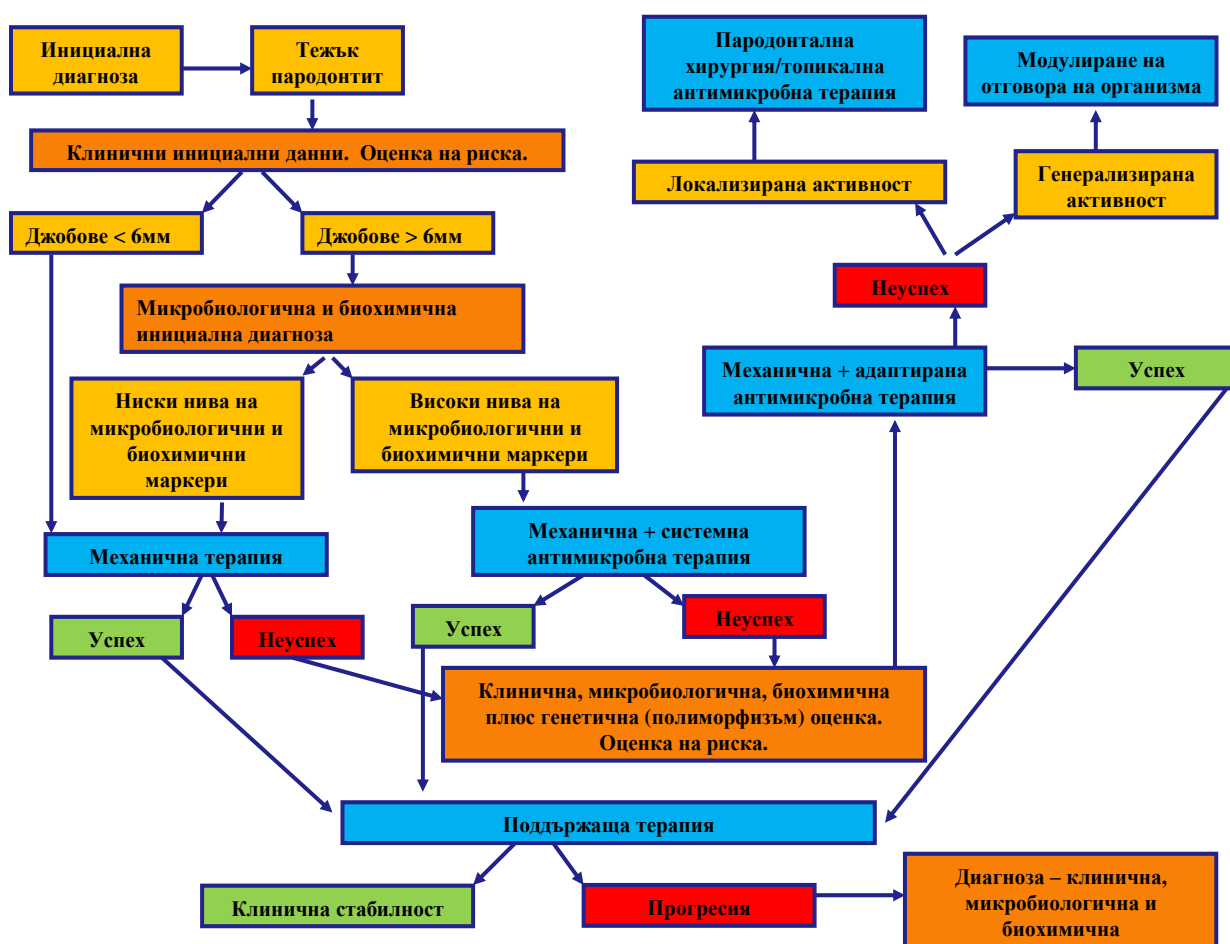 Инициална
диагноза
Тежък
пародонтит
Клинични инициални данни. Оценка на риска.
Джобове < 6мм
Джобове > 6мм
Микробиологична и биохимична
инициална диагноза
Ниски нива на
микробиологични и
биохимични
маркери
Високи нива на
микробиологични и
биохимични маркери
Механична терапия
Механична + системна
антимикробна терапия
Успех
Неуспех
Успех
Неуспех
Клинична, микробиологична, биохимична
плюс генетична (полиморфизъм) оценка.
Оценка на риска.
Механична + адаптирана
антимикробна терапия
Успех
Неуспех
Локализирана активност
Генерализирана
активност
Пародонтална
хирургия/топикална
антимикробна терапия
Модулиране на
отговора на организма
Поддържаща терапия
Клинична стабилност
Прогресия
Диагноза – клинична,
микробиологична и
биохимична